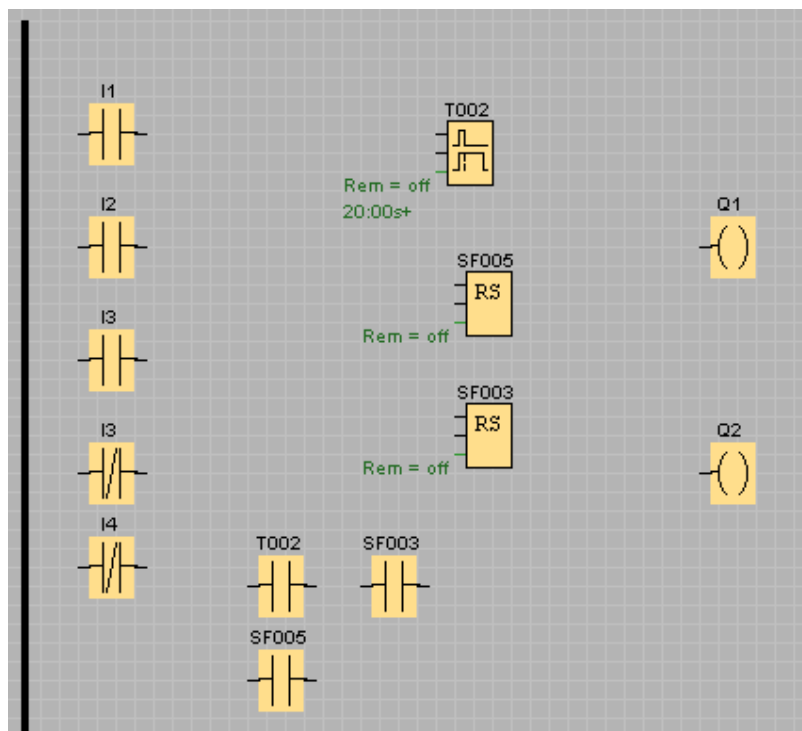 I1
T002
Rem = off
20:00s+
I2
Q1
SF005
RS
Rem = off
I3
SF003
RS
Rem = off
I3
Q2
I4
T002
SF003
SF005